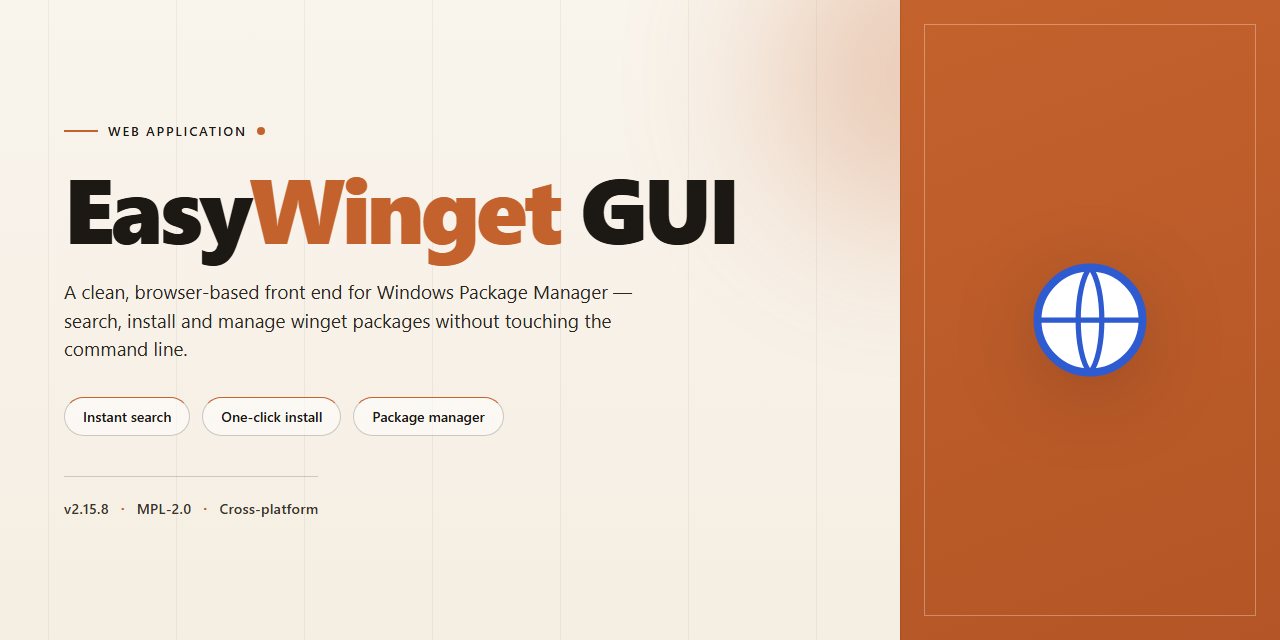 WEB APPLICATION
EasyWinget GUI
A clean, browser-based front end for Windows Package Manager —
search, install and manage winget packages without touching the
command line.
Instant search One-click install Package manager
v2.15.8 · MPL-2.0 · Cross-platform